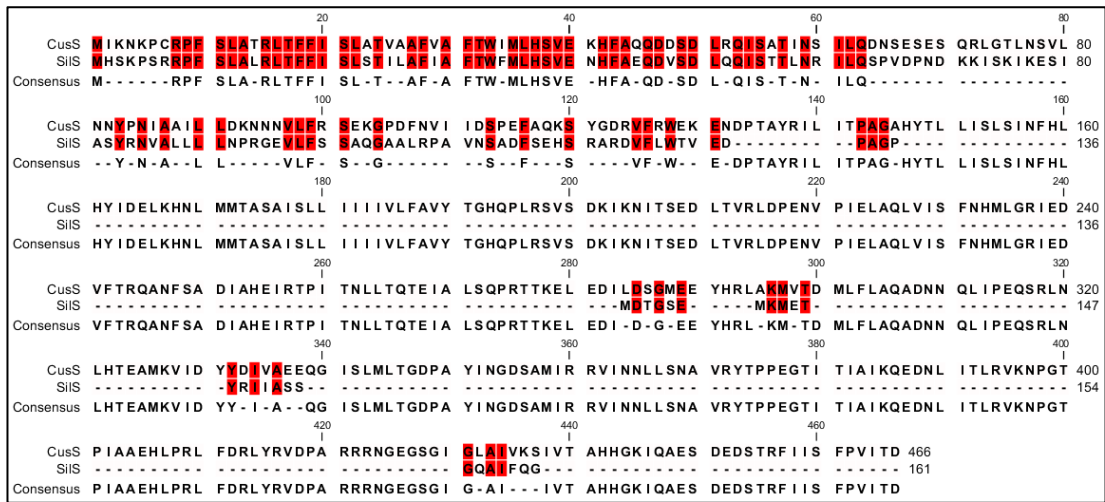 20 40 60 80
CusS MIKNKPCRPF SLATRLTFFI SLATVAAFVA FTWIMLHSVE KHFAQQDDSD LRQISATINS ILQDNSESES QRLGTLNSVL 80
SilS MHSKPSRRPF SLALRLTFFI SLSTILAFIA FTWFMLHSVE NHFAEQDVSD LQQISTTLNR ILQSPVDPND KKISKIKESI 80
Consensus M------RPF SLA-RLTFFI SL-T--AF-A FTW-MLHSVE -HFA-QD-SD L-QIS-T-N- ILQ------- ----------
100 120 140 160
CusS NNYPNIAAIL LDKNNNVLFR SEKGPDFNVI IDSPEFAQKS YGDRVFRWEK ENDPTAYRIL ITPAGAHYTL LISLSINFHL 160
SilS ASYRNVALLL LNPRGEVLFS SAQGAALRPA VNSADFSEHS RARDVFLWTV ED-------- --PAGP---- ---------- 136
Consensus --Y-N-A--L L-----VLF- S--G------ --S--F---S ----VF-W-- E-DPTAYRIL ITPAG-HYTL LISLSINFHL
180 200 220 240
CusS HYIDELKHNL MMTASAISLL IIIIVLFAVY TGHQPLRSVS DKIKNITSED LTVRLDPENV PIELAQLVIS FNHMLGRIED 240
SilS ---------- ---------- ---------- ---------- ---------- ---------- ---------- ---------- 136
Consensus HYIDELKHNL MMTASAISLL IIIIVLFAVY TGHQPLRSVS DKIKNITSED LTVRLDPENV PIELAQLVIS FNHMLGRIED
260 280 300 320
CusS VFTRQANFSA DIAHEIRTPI TNLLTQTEIA LSQPRTTKEL EDILDSGMEE YHRLAKMVTD MLFLAQADNN QLIPEQSRLN 320
SilS ---------- ---------- ---------- ---------- ---MDTGSE- ----MKMET- ---------- ---------- 147
Consensus VFTRQANFSA DIAHEIRTPI TNLLTQTEIA LSQPRTTKEL EDI-D-G-EE YHRL-KM-TD MLFLAQADNN QLIPEQSRLN
340 360 380 400
CusS LHTEAMKVID YYDIVAEEQG ISLMLTGDPA YINGDSAMIR RVINNLLSNA VRYTPPEGTI TIAIKQEDNL ITLRVKNPGT 400
SilS ---------- -YRIIASS-- ---------- ---------- ---------- ---------- ---------- ---------- 154
Consensus LHTEAMKVID YY-I-A--QG ISLMLTGDPA YINGDSAMIR RVINNLLSNA VRYTPPEGTI TIAIKQEDNL ITLRVKNPGT
420 440 460
CusS PIAAEHLPRL FDRLYRVDPA RRRNGEGSGI GLAIVKSIVT AHHGKIQAES DEDSTRFIIS FPVITD 466
SilS ---------- ---------- ---------- GQAIFQG--- ---------- ---------- ------ 161
Consensus PIAAEHLPRL FDRLYRVDPA RRRNGEGSGI G-AI---IVT AHHGKIQAES DEDSTRFIIS FPVITD